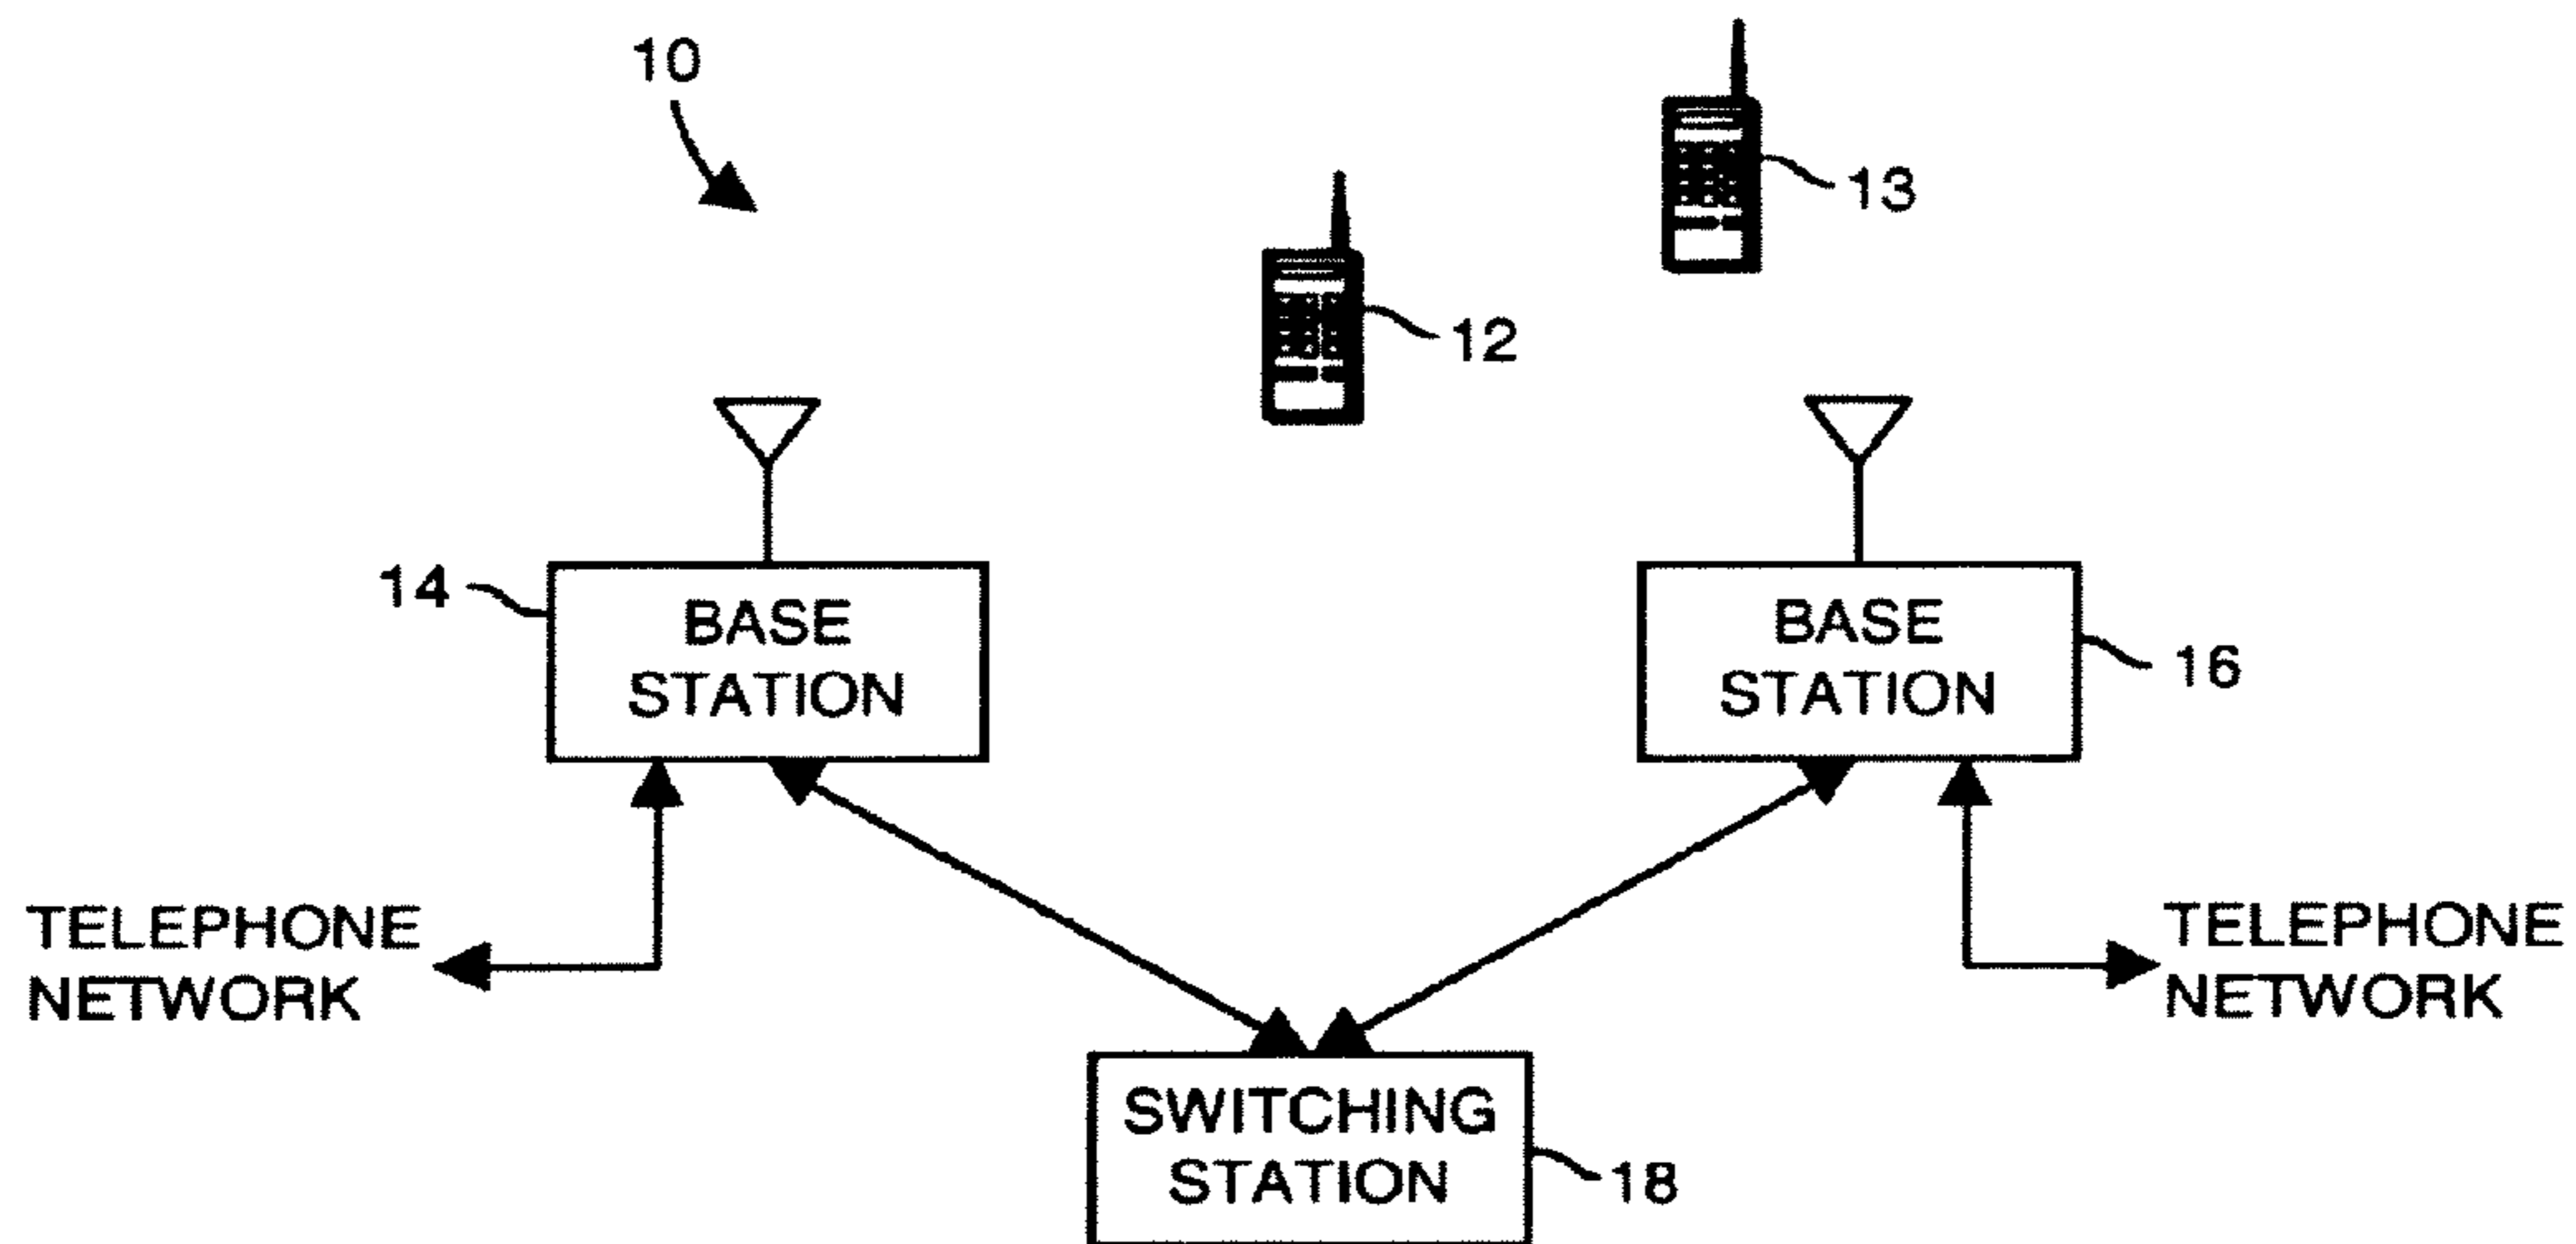 10
13
12
14
BASE
STATION
BASE
STATION
16
TELEPHONE
NETWORK
TELEPHONE
NETWORK
SWITCHING
STATION
18